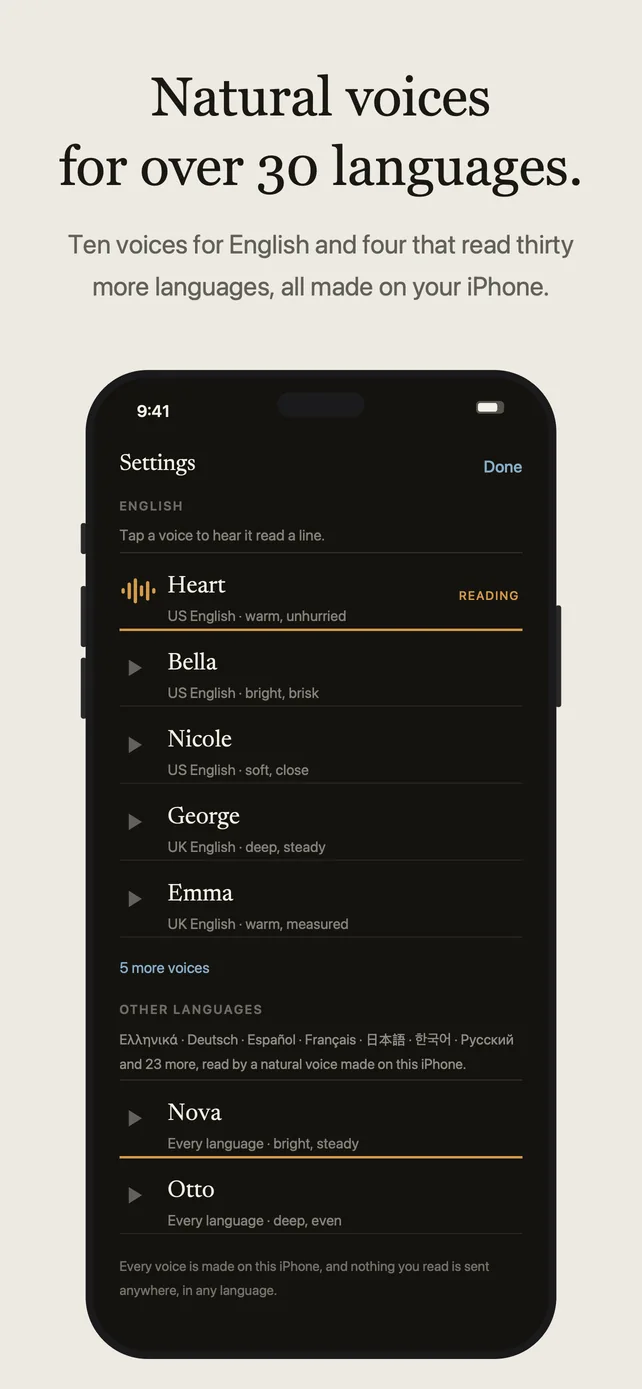 Natural voices
for over 30 languages.
Ten voices for English and four that read thirty
more languages, all made on your iPhone.
9:41
Settings
Done
ENGLISH
Tap a voice to hear it read a line.
Heart
READING
US English · warm, unhurried
Bella
US English · bright, brisk
Nicole
US English · soft, close
George
UK English · deep, steady
Emma
UK English · warm, measured
5 more voices
OTHER LANGUAGES
Ελληνικά · Deutsch · Español · Français · 日本語 · 한국어 · Русский
and 23 more, read by a natural voice made on this iPhone.
Nova
Every language · bright, steady
Otto
Every language · deep, even
Every voice is made on this iPhone, and nothing you read is sent
anywhere, in any language.